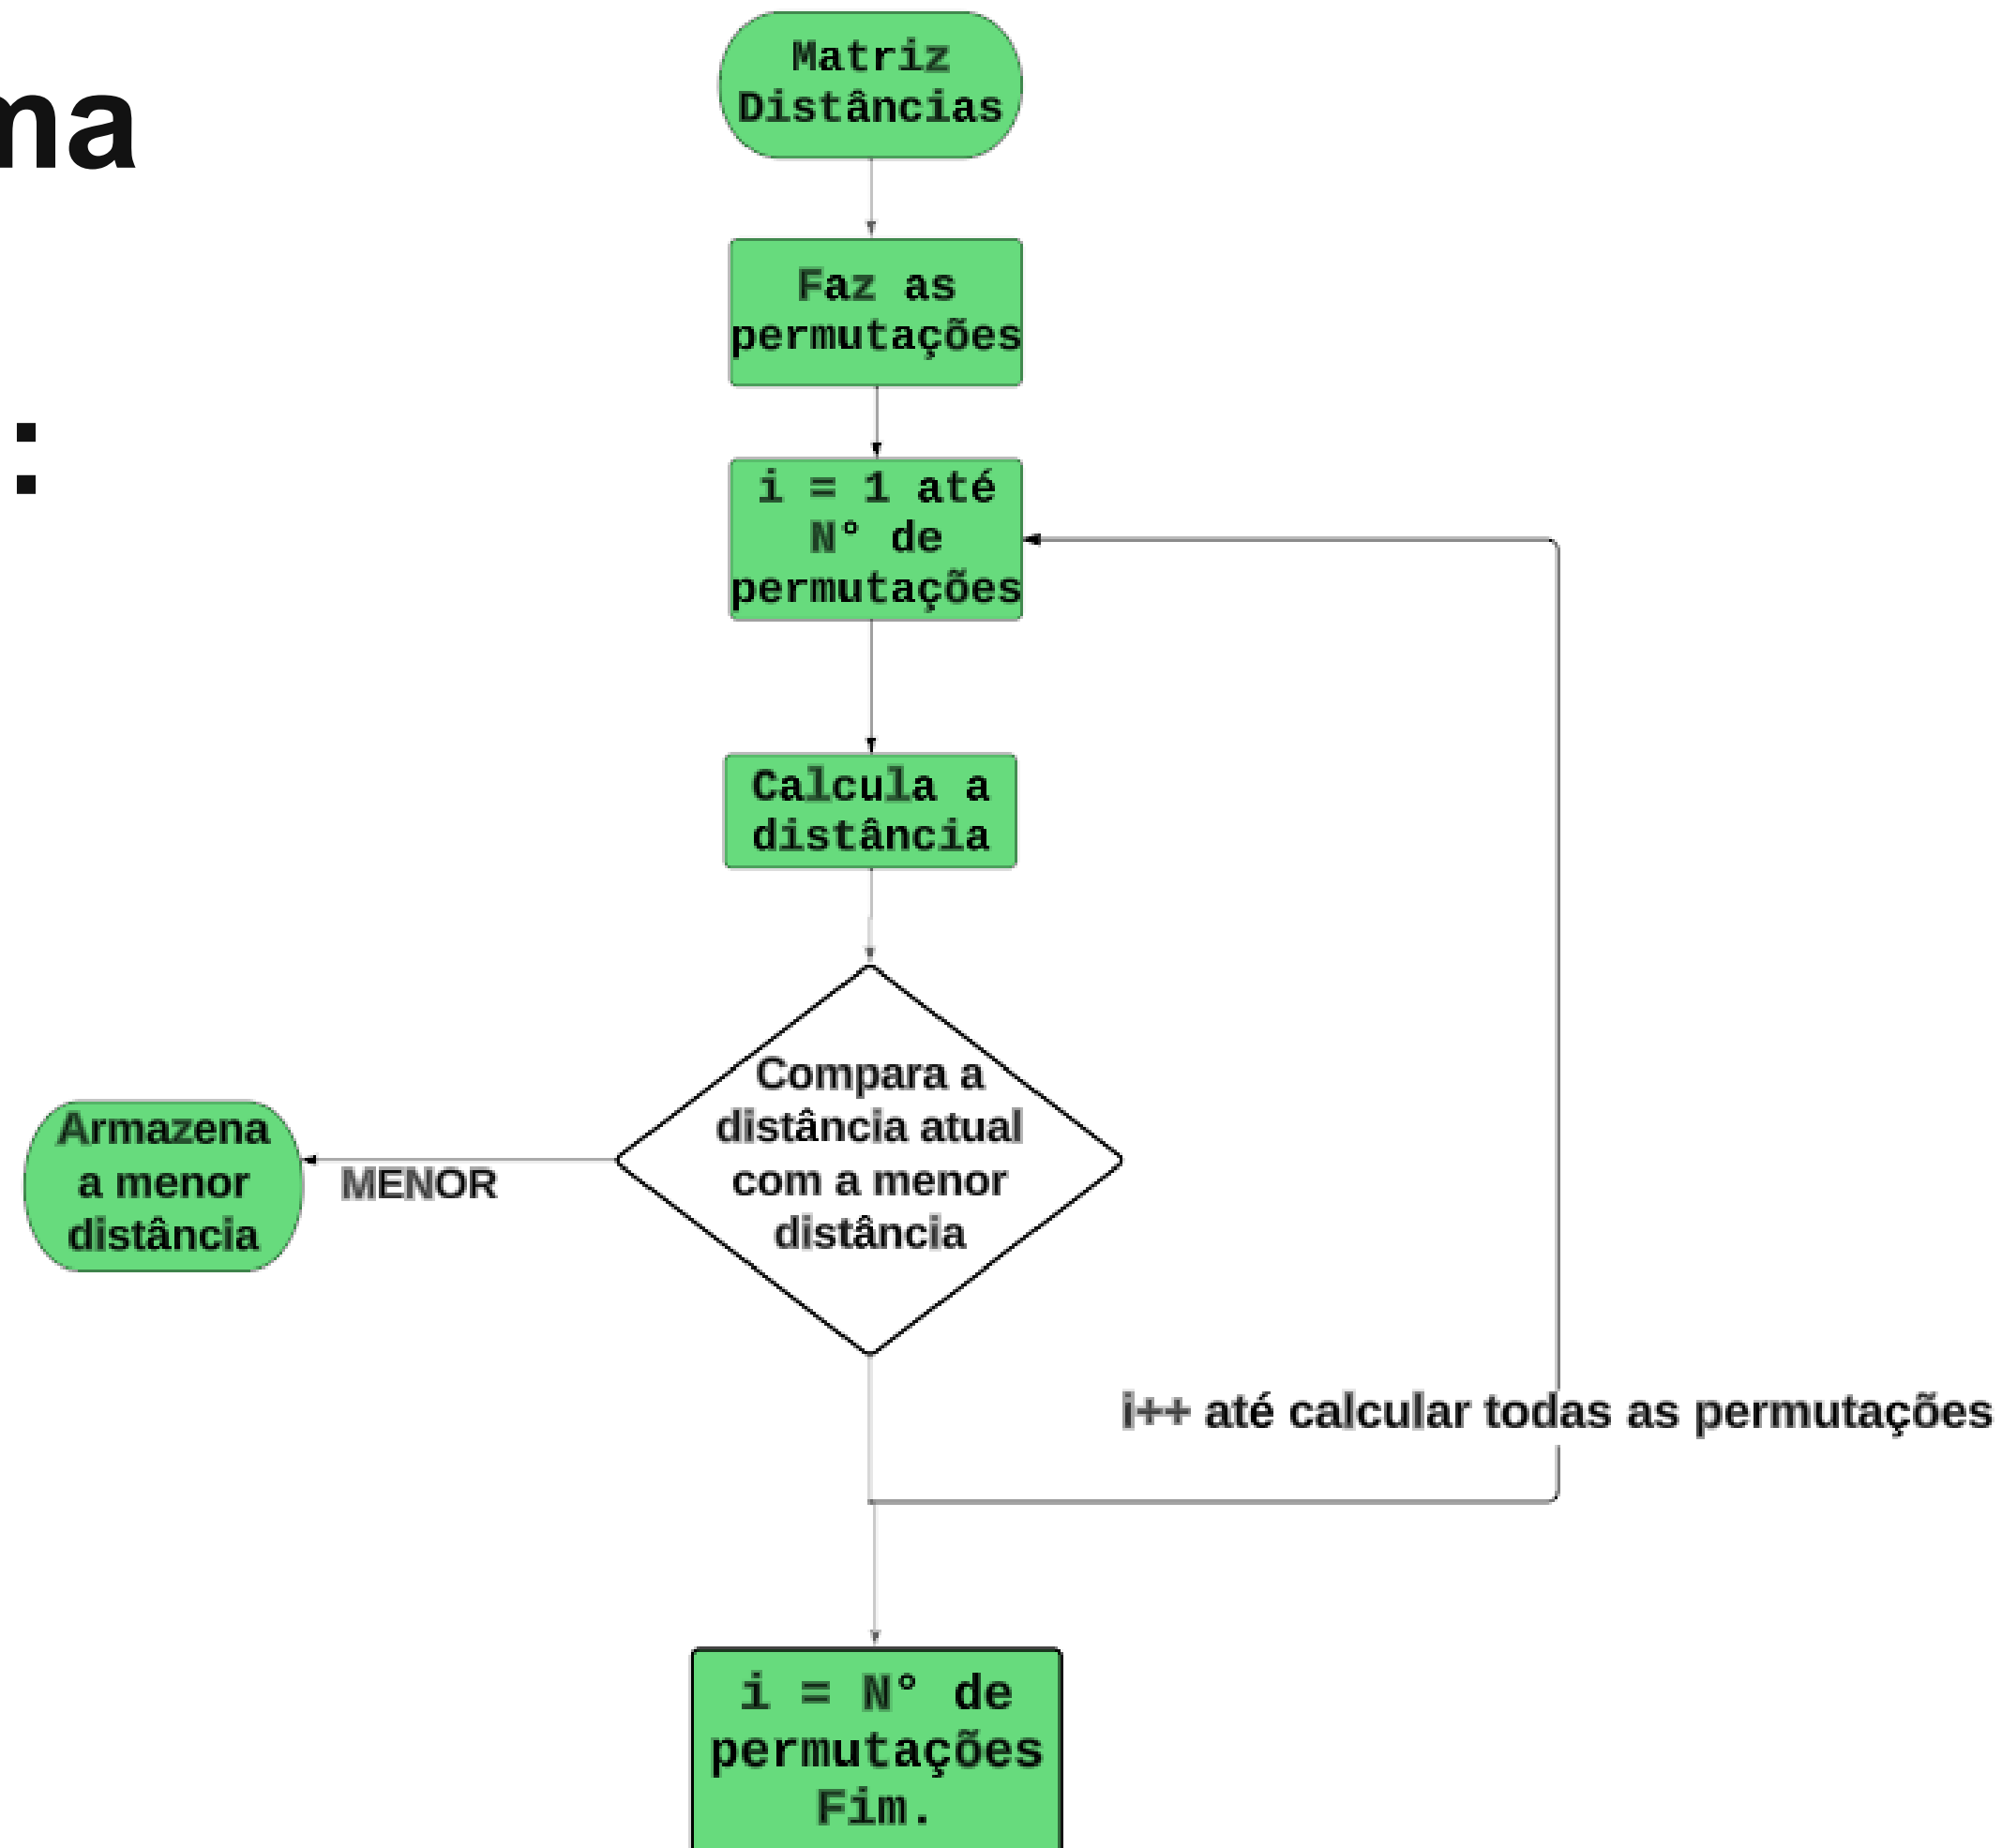 ma
:
Matriz
Distâncias
Faz as
permutações
i = 1 até
N° de
permutações
Calcula a
distância
Compara a
distância atual
com a menor
distância
MENOR
Armazena
a menor
distância
i++ até calcular todas as permutações
i = N° de
permutações
Fim.